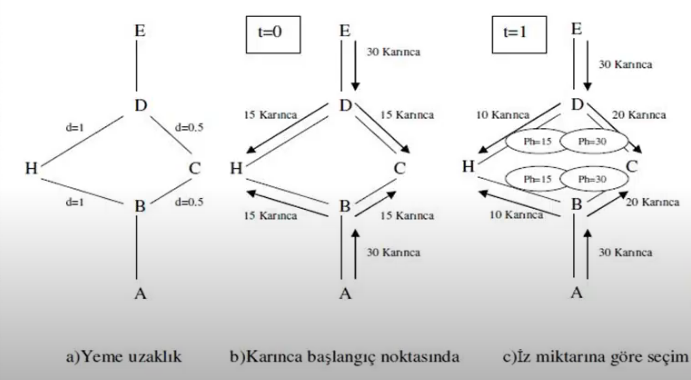 E
D
d=1
d=0.5
H
C
d=1
B
d=0.5
A
a)Yeme uzaklık
t=0
E
30 Karınca
D
15 Karınca
15 Karınca
H
C
B
15 Karınca
15 Karınca
30 Karınca
A
b)Karınca başlangıç noktasında
t=1
E
30 Karınca
D
10 Karınca
20 Karınca
Ph=15
Ph=30
H
C
Ph=15
Ph=30
B
10 Karınca
20 Karınca
30 Karınca
A
c)İz miktarına göre seçim